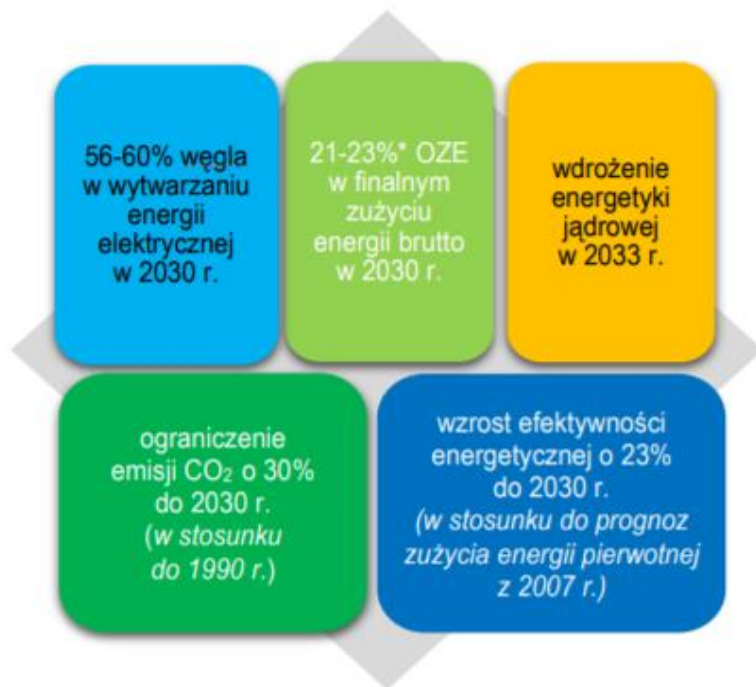 56-60% węgla
w wytwarzaniu
energii
elektrycznej
w 2030 r.
21-23%* OZE
w finalnym
zużyciu
energii brutto
w 2030 r.
wdrożenie
energetyki
jądrowej
w 2033 r.
ograniczenie
emisji CO₂ o 30%
do 2030 r.
(w stosunku
do 1990 r.)
wzrost efektywności
energetycznej o 23%
do 2030 r.
(w stosunku do prognoz
zużycia energii pierwotnej
z 2007 r.)